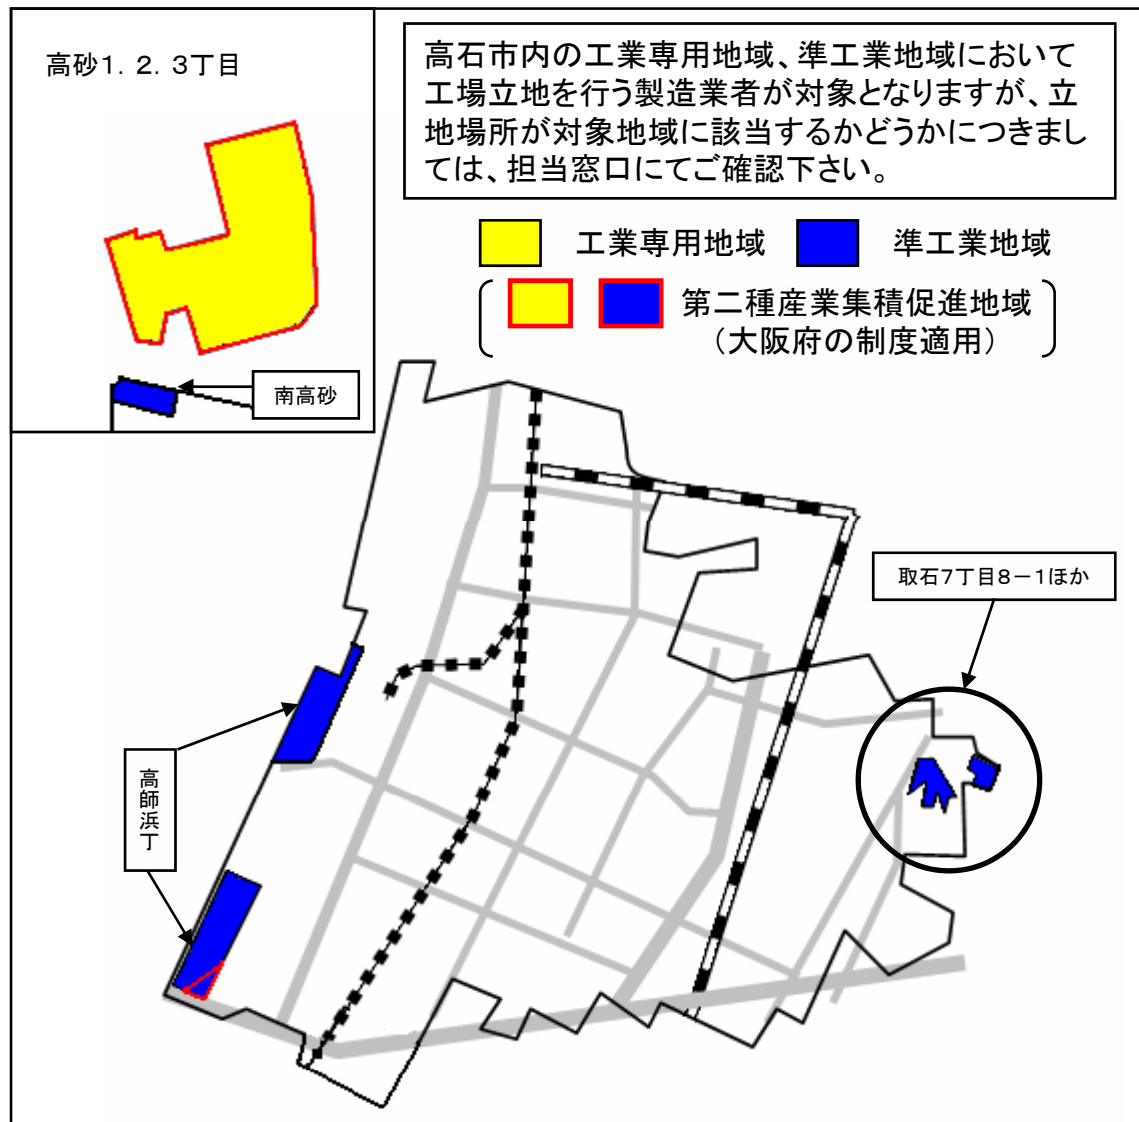 高砂1．2．3丁目
高石市内の工業専用地域、準工業地域において
工場立地を行う製造業者が対象となりますが、立
地場所が対象地域に該当するかどうかにつきまし
ては、担当窓口にてご確認下さい。
工業専用地域
準工業地域
第二種産業集積促進地域
（大阪府の制度適用）
南高砂
取石7丁目8－1ほか
高師浜丁